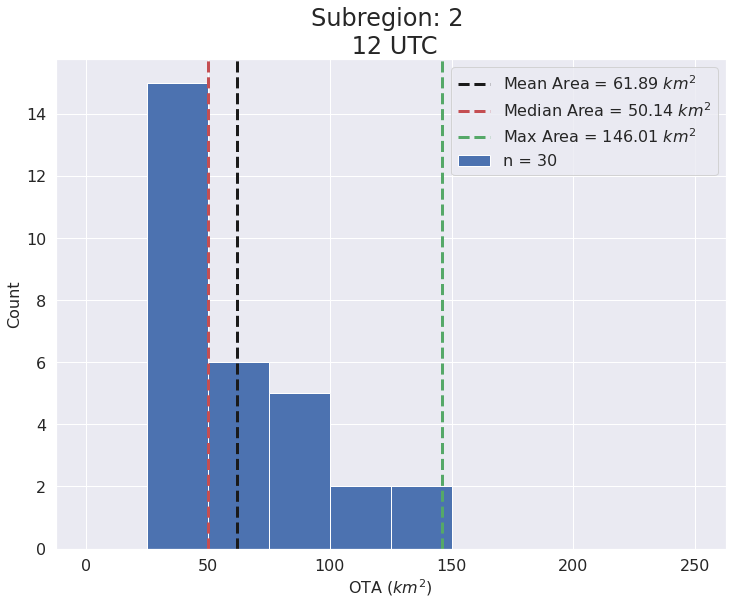 Subregion: 2
12 UTC
Mean Area = 61.89 km²
Median Area = 50.14 km²
Max Area = 146.01 km²
n = 30
Count
14
12
10
8
6
4
2
0
0 50 100 150 200 250
OTA (km²)